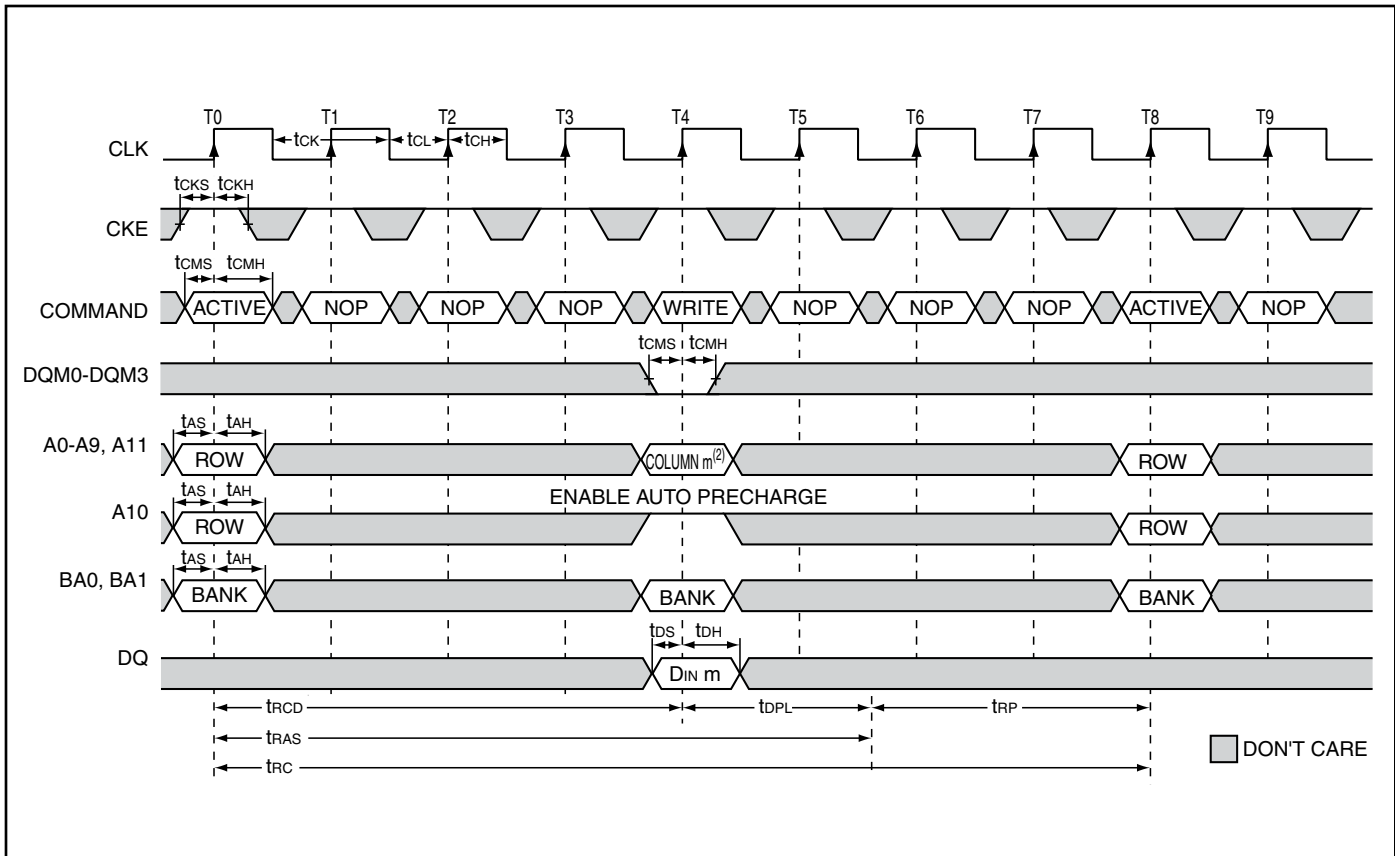 T0 T1 T2 T3 T4 T5 T6 T7 T8 T9
CLK tCK tCL tCH
tCKS tCKH
CKE
tCMS tCMH
COMMAND ACTIVE NOP NOP NOP WRITE NOP NOP NOP ACTIVE NOP
tCMS tCMH
DQM0-DQM3
tAS tAH
A0-A9, A11 ROW COLUMN m(2) ROW
tAS tAH ENABLE AUTO PRECHARGE
A10 ROW ROW
tAS tAH
BA0, BA1 BANK BANK BANK
tDS tDH
DQ DIN m
tRCD tDPL tRP
tRAS
tRC
DON'T CARE